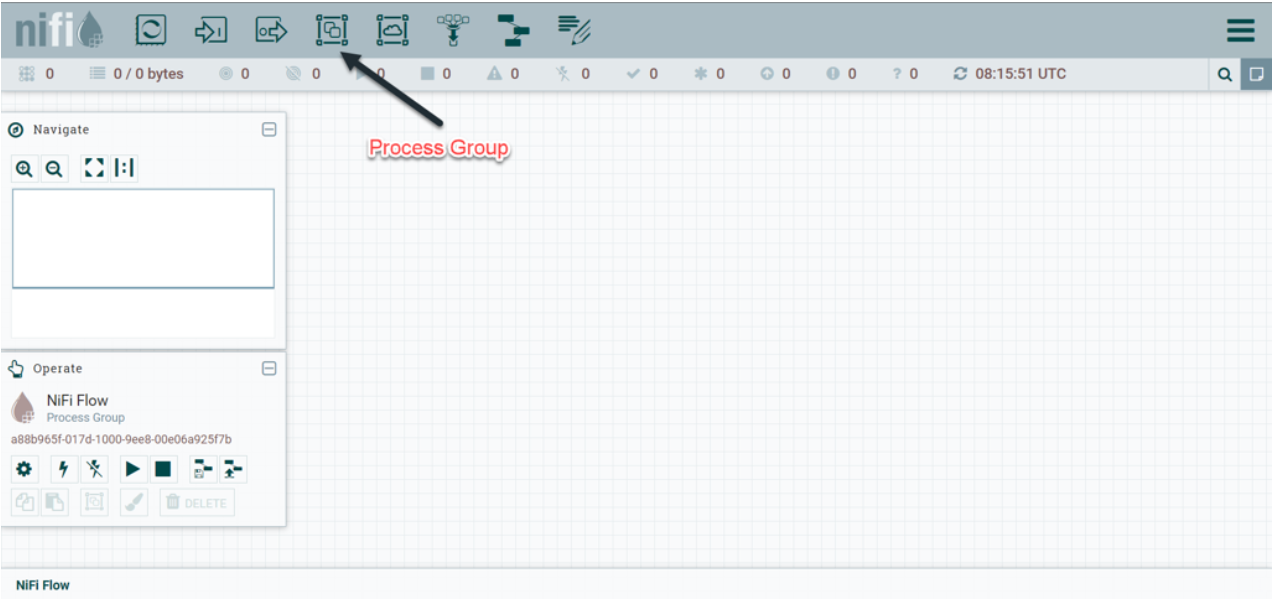 nifi
0 0 / 0 bytes 0 0 0 0 0 0 0 0 0 0 ? 0 08:15:51 UTC
Navigate
Process Group
Operate
NiFi Flow
Process Group
a88b965f-017d-1000-9ee8-00e06a925f7b
DELETE
NiFi Flow